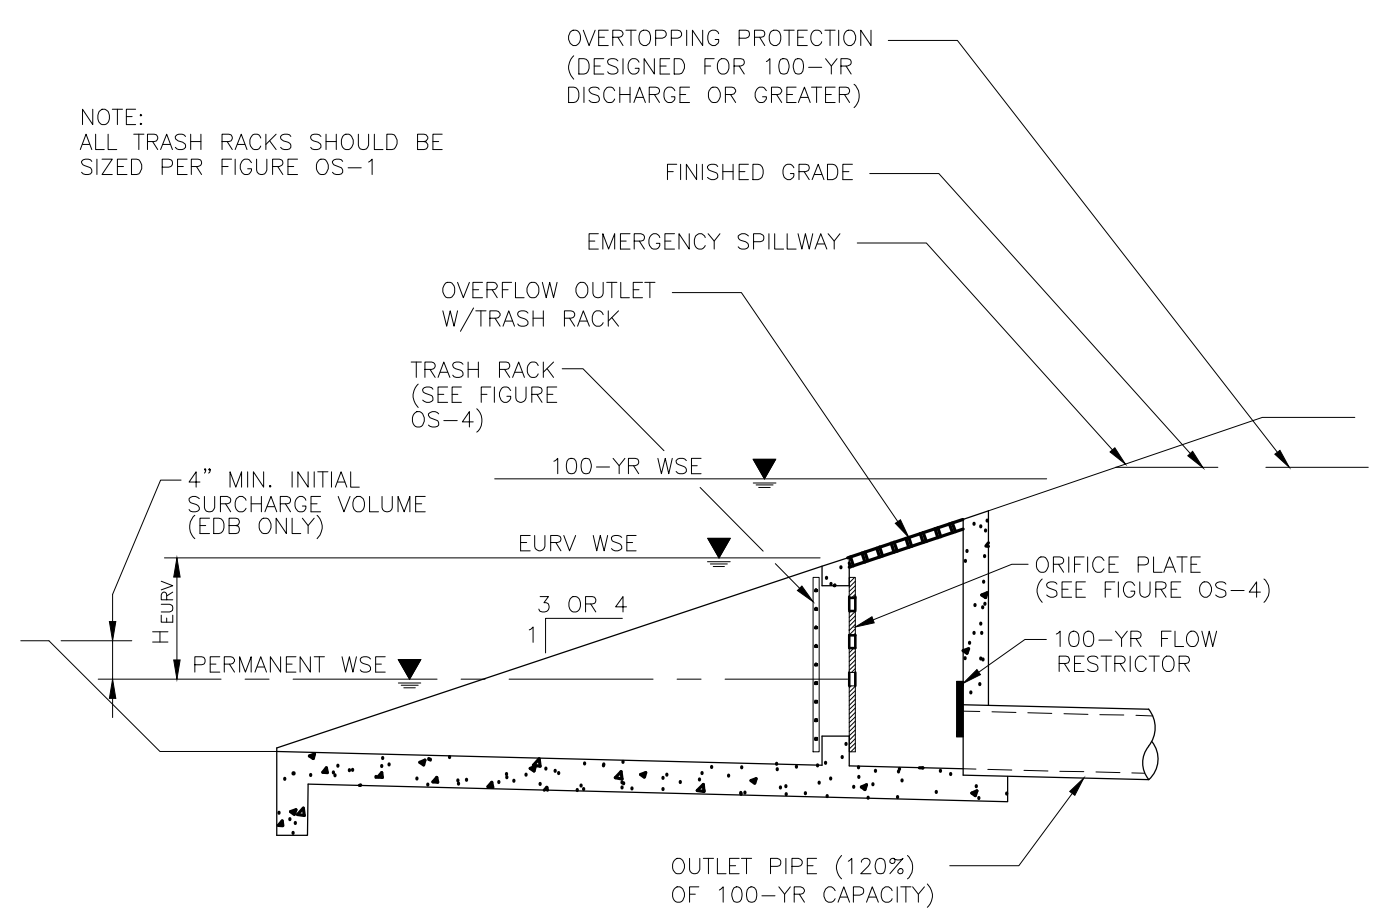 OVERTOPPING PROTECTION
(DESIGNED FOR 100-YR
DISCHARGE OR GREATER)
NOTE:
ALL TRASH RACKS SHOULD BE
SIZED PER FIGURE OS-1
FINISHED GRADE
EMERGENCY SPILLWAY
OVERFLOW OUTLET
W/TRASH RACK
TRASH RACK
(SEE FIGURE
OS-4)
100-YR WSE
4" MIN. INITIAL
SURCHARGE VOLUME
(EDB ONLY)
EURV WSE
ORIFICE PLATE
(SEE FIGURE OS-4)
H EURV
3 OR 4
1
100-YR FLOW
RESTRICTOR
PERMANENT WSE
OUTLET PIPE (120%)
OF 100-YR CAPACITY)